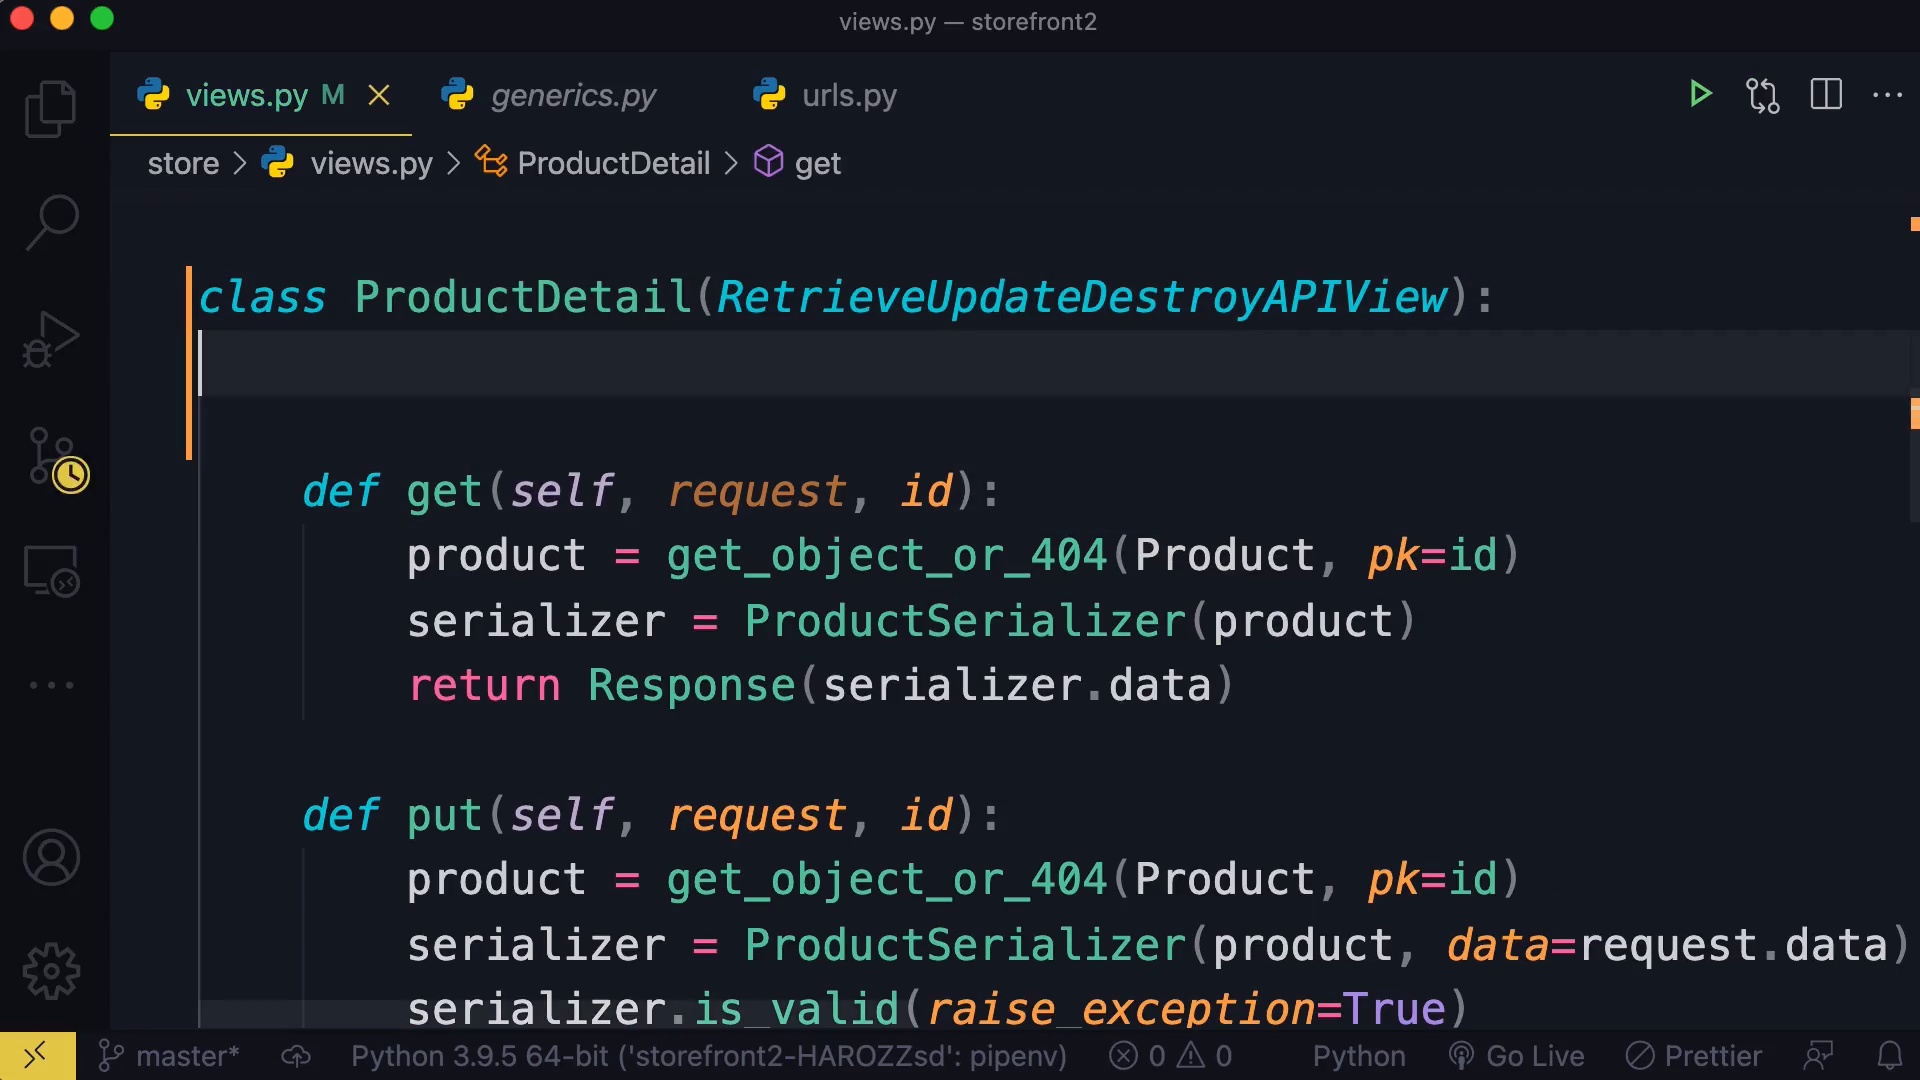 views.py — storefront2
views.py M generics.py urls.py
store > views.py > ProductDetail > get
class ProductDetail(RetrieveUpdateDestroyAPIView):
def get(self, request, id):
product = get_object_or_404(Product, pk=id)
serializer = ProductSerializer(product)
return Response(serializer.data)
def put(self, request, id):
product = get_object_or_404(Product, pk=id)
serializer = ProductSerializer(product, data=request.data)
serializer.is_valid(raise_exception=True)
master* Python 3.9.5 64-bit ('storefront2-HAROZZsd': pipenv) 0 0 Python Go Live Prettier